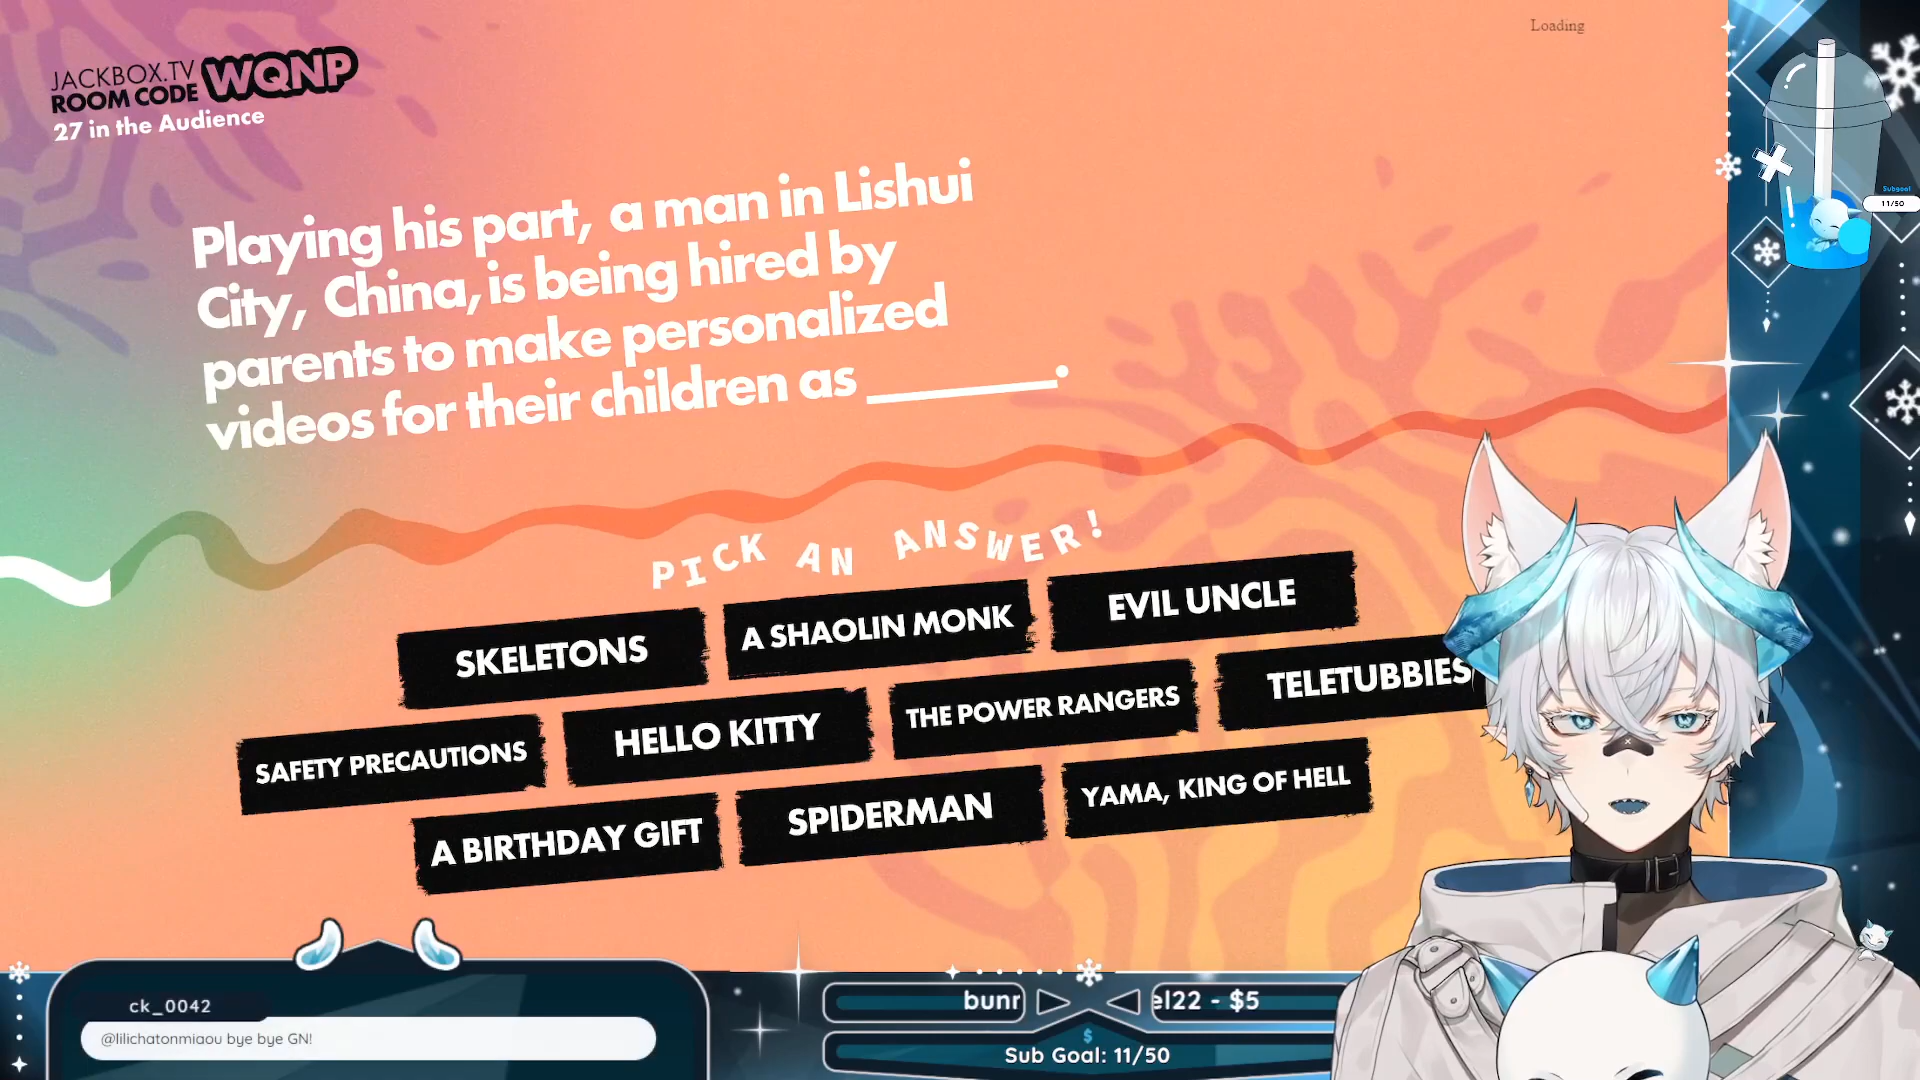 Loading
JACKBOX.TV
ROOM CODE
WQNP
27 in the Audience
Subgoal
11/50
Playing his part, a man in Lishui
City, China, is being hired by
parents to make personalized
videos for their children as ________.
PICK AN ANSWER!
SKELETONS
A SHAOLIN MONK
EVIL UNCLE
SAFETY PRECAUTIONS
HELLO KITTY
THE POWER RANGERS
TELETUBBIES
A BIRTHDAY GIFT
SPIDERMAN
YAMA, KING OF HELL
ck_0042
@lilichatonmiaou bye bye GN!
bunr
el22 - $5
$
Sub Goal: 11/50